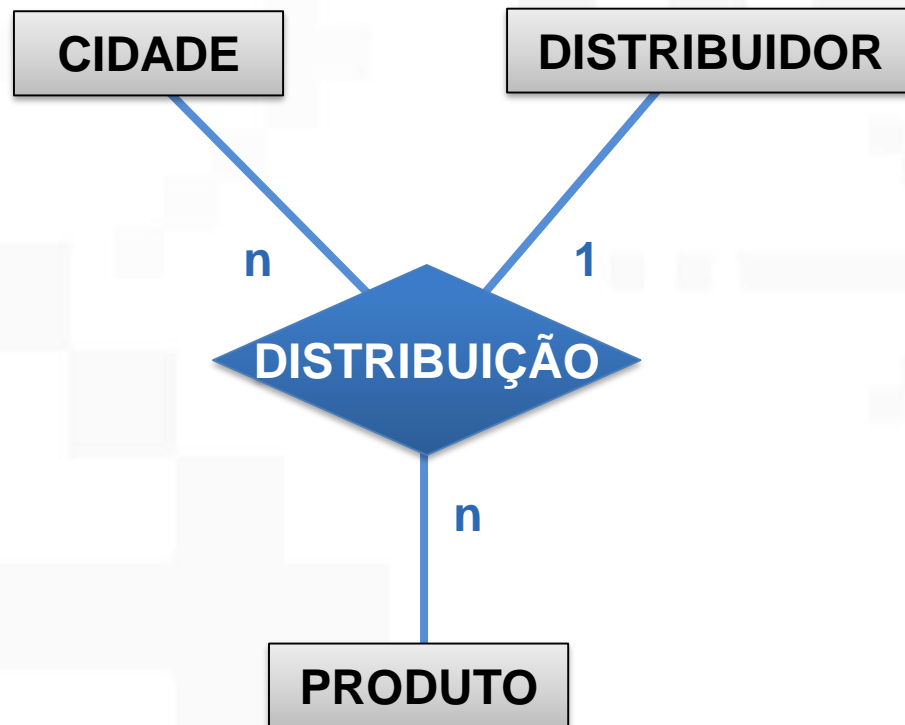 CIDADE
DISTRIBUIDOR
n
1
DISTRIBUIÇÃO
n
PRODUTO